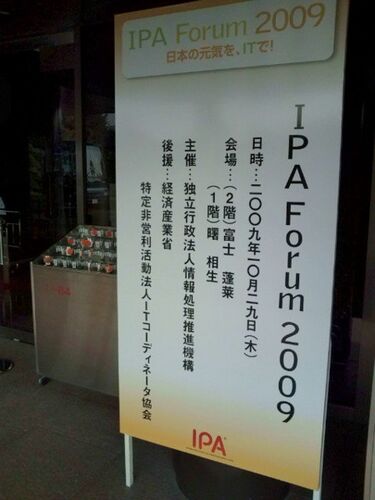 IPA Forum 2009
日本の元気を、ITで!
IPA Forum 2009
日時…二〇〇九年一〇月二九日(木)
会場…(2階)富士 蓬莱
(1階)曙 相生
主催…独立行政法人情報処理推進機構
後援…経済産業省
特定非営利活動法人ITコーディネータ協会
IPA